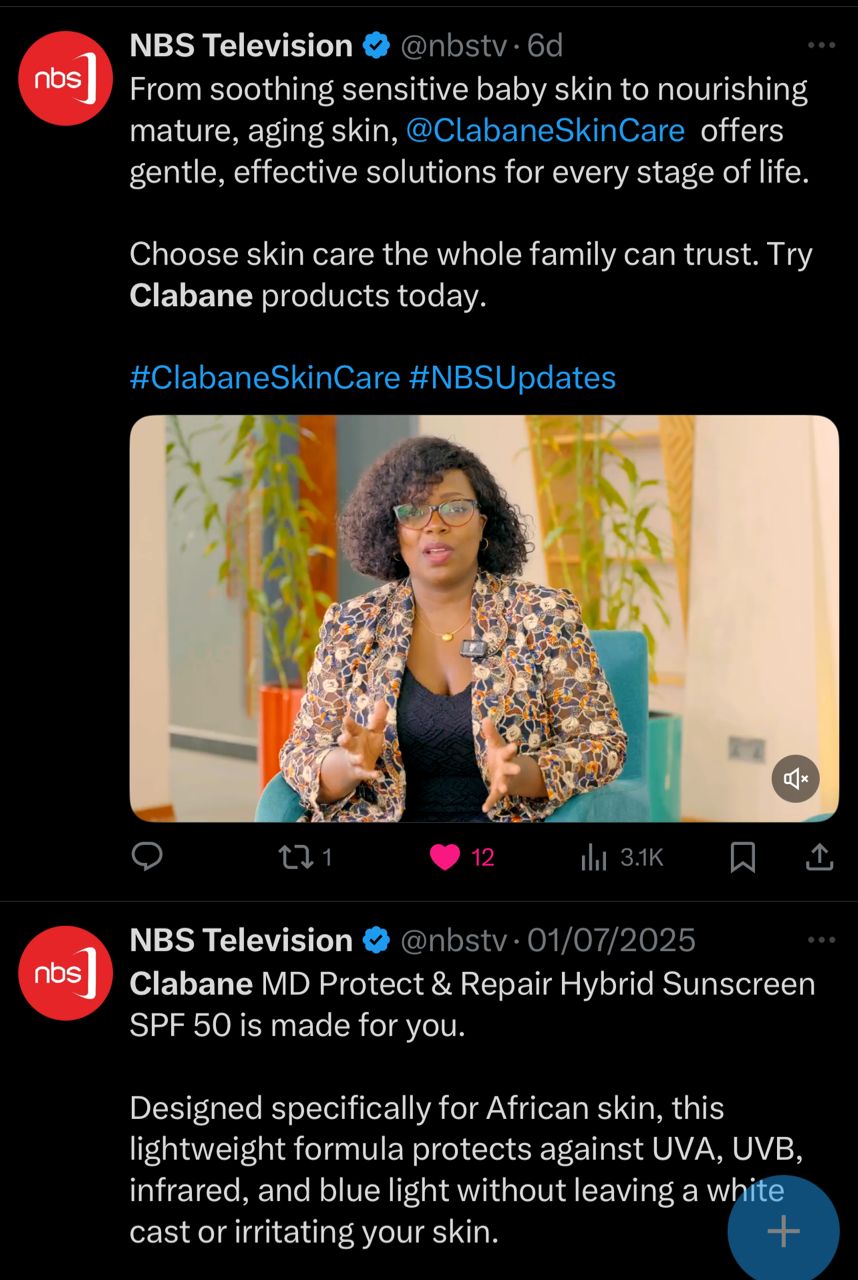 nbs
NBS Television @nbstv · 6d
From soothing sensitive baby skin to nourishing
mature, aging skin, @ClabaneSkinCare offers
gentle, effective solutions for every stage of life.
Choose skin care the whole family can trust. Try
Clabane products today.
#ClabaneSkinCare #NBSUpdates
1 12 3.1K
nbs
NBS Television @nbstv · 01/07/2025
Clabane MD Protect & Repair Hybrid Sunscreen
SPF 50 is made for you.
Designed specifically for African skin, this
lightweight formula protects against UVA, UVB,
infrared, and blue light without leaving a white
cast or irritating your skin.